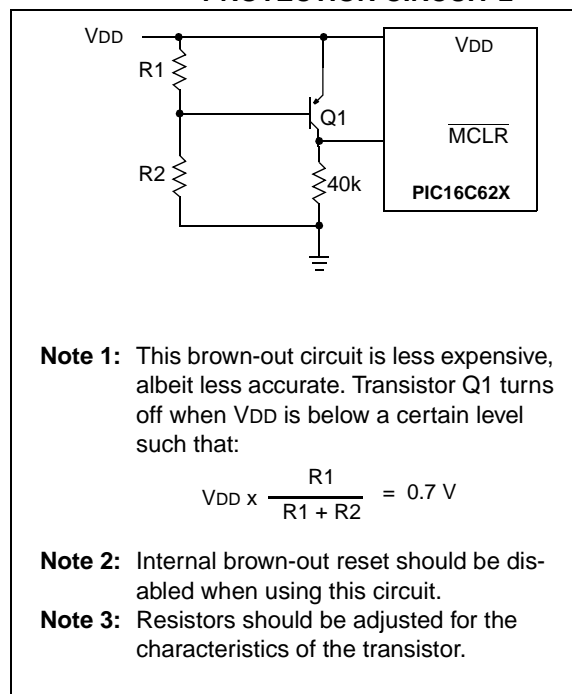 VDD
VDD
R1
Q1
MCLR
R2
40k
PIC16C62X
Note 1: This brown-out circuit is less expensive,
albeit less accurate. Transistor Q1 turns
off when VDD is below a certain level
such that:
VDD x R1 / R1 + R2 = 0.7 V
Note 2: Internal brown-out reset should be dis-
abled when using this circuit.
Note 3: Resistors should be adjusted for the
characteristics of the transistor.